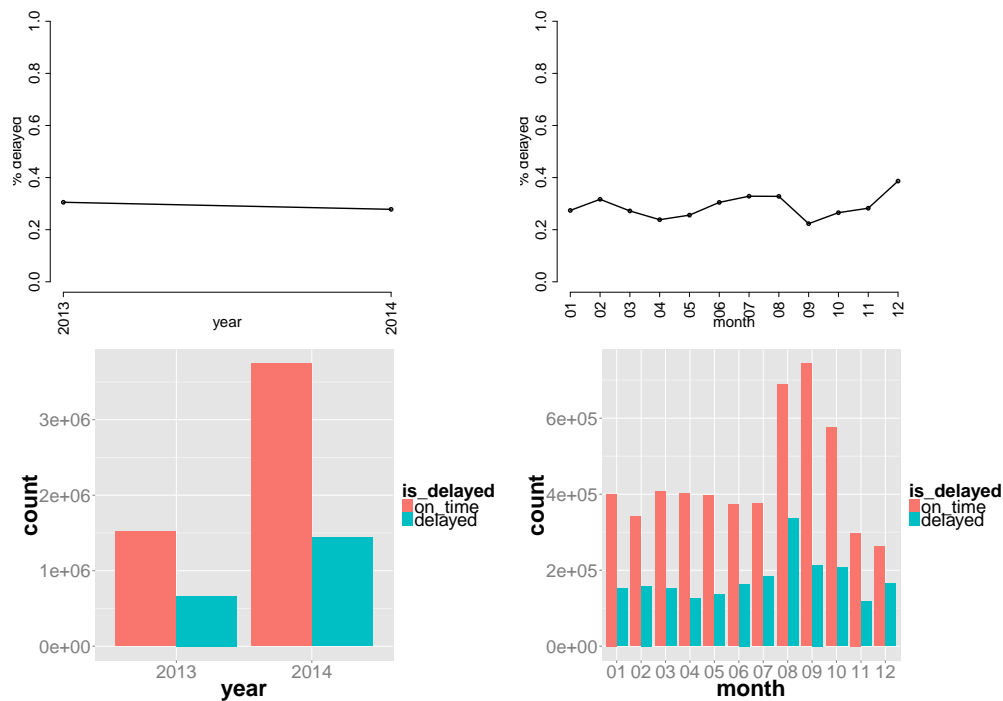 % delayed
0.0 0.2 0.4 0.6 0.8 1.0
2013 2014
year
% delayed
0.0 0.2 0.4 0.6 0.8 1.0
01 02 03 04 05 06 07 08 09 10 11 12
month
count
3e+06
2e+06
1e+06
0e+00
2013 2014
year
is_delayed
on_time
delayed
count
6e+05
4e+05
2e+05
0e+00
01 02 03 04 05 06 07 08 09 10 11 12
month
is_delayed
on_time
delayed